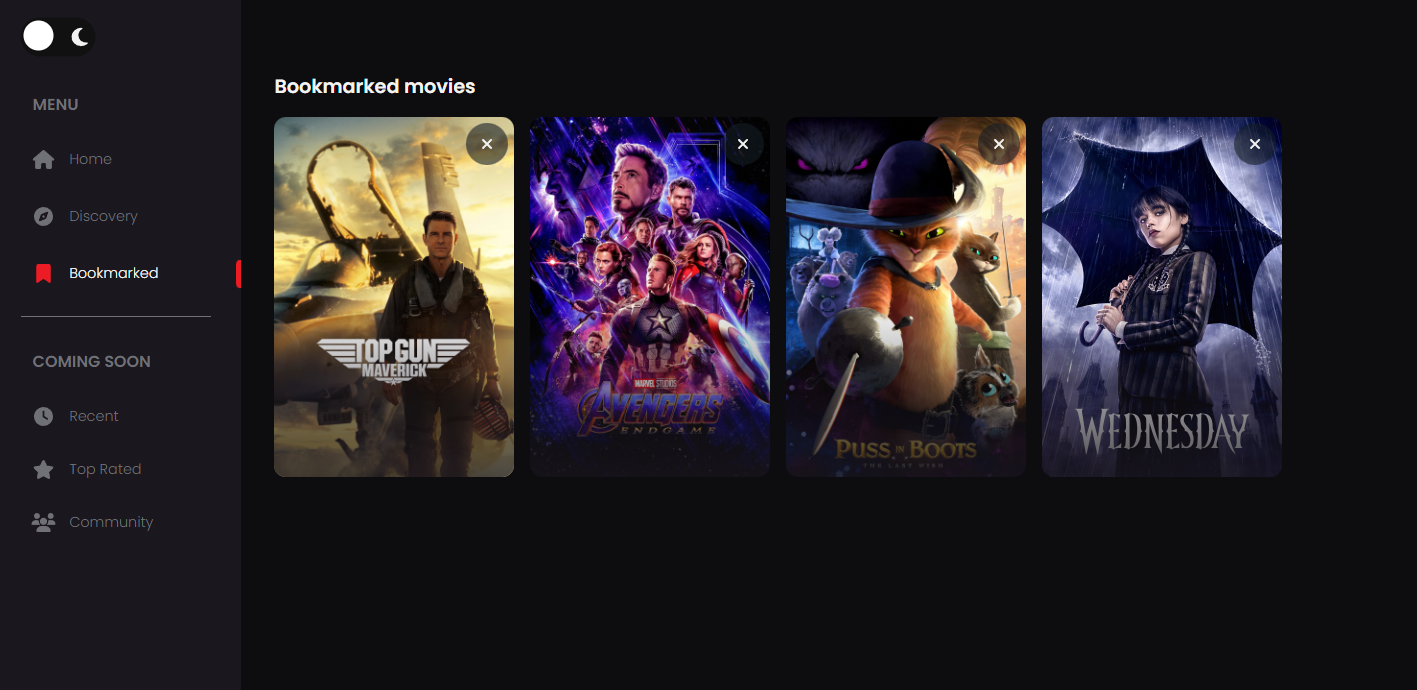 MENU
Home
Discovery
Bookmarked
COMING SOON
Recent
Top Rated
Community
Bookmarked movies
TOP GUN
MAVERICK
MARVEL STUDIOS
AVENGERS
ENDGAME
PUSS IN BOOTS
THE LAST WISH
WEDNESDAY